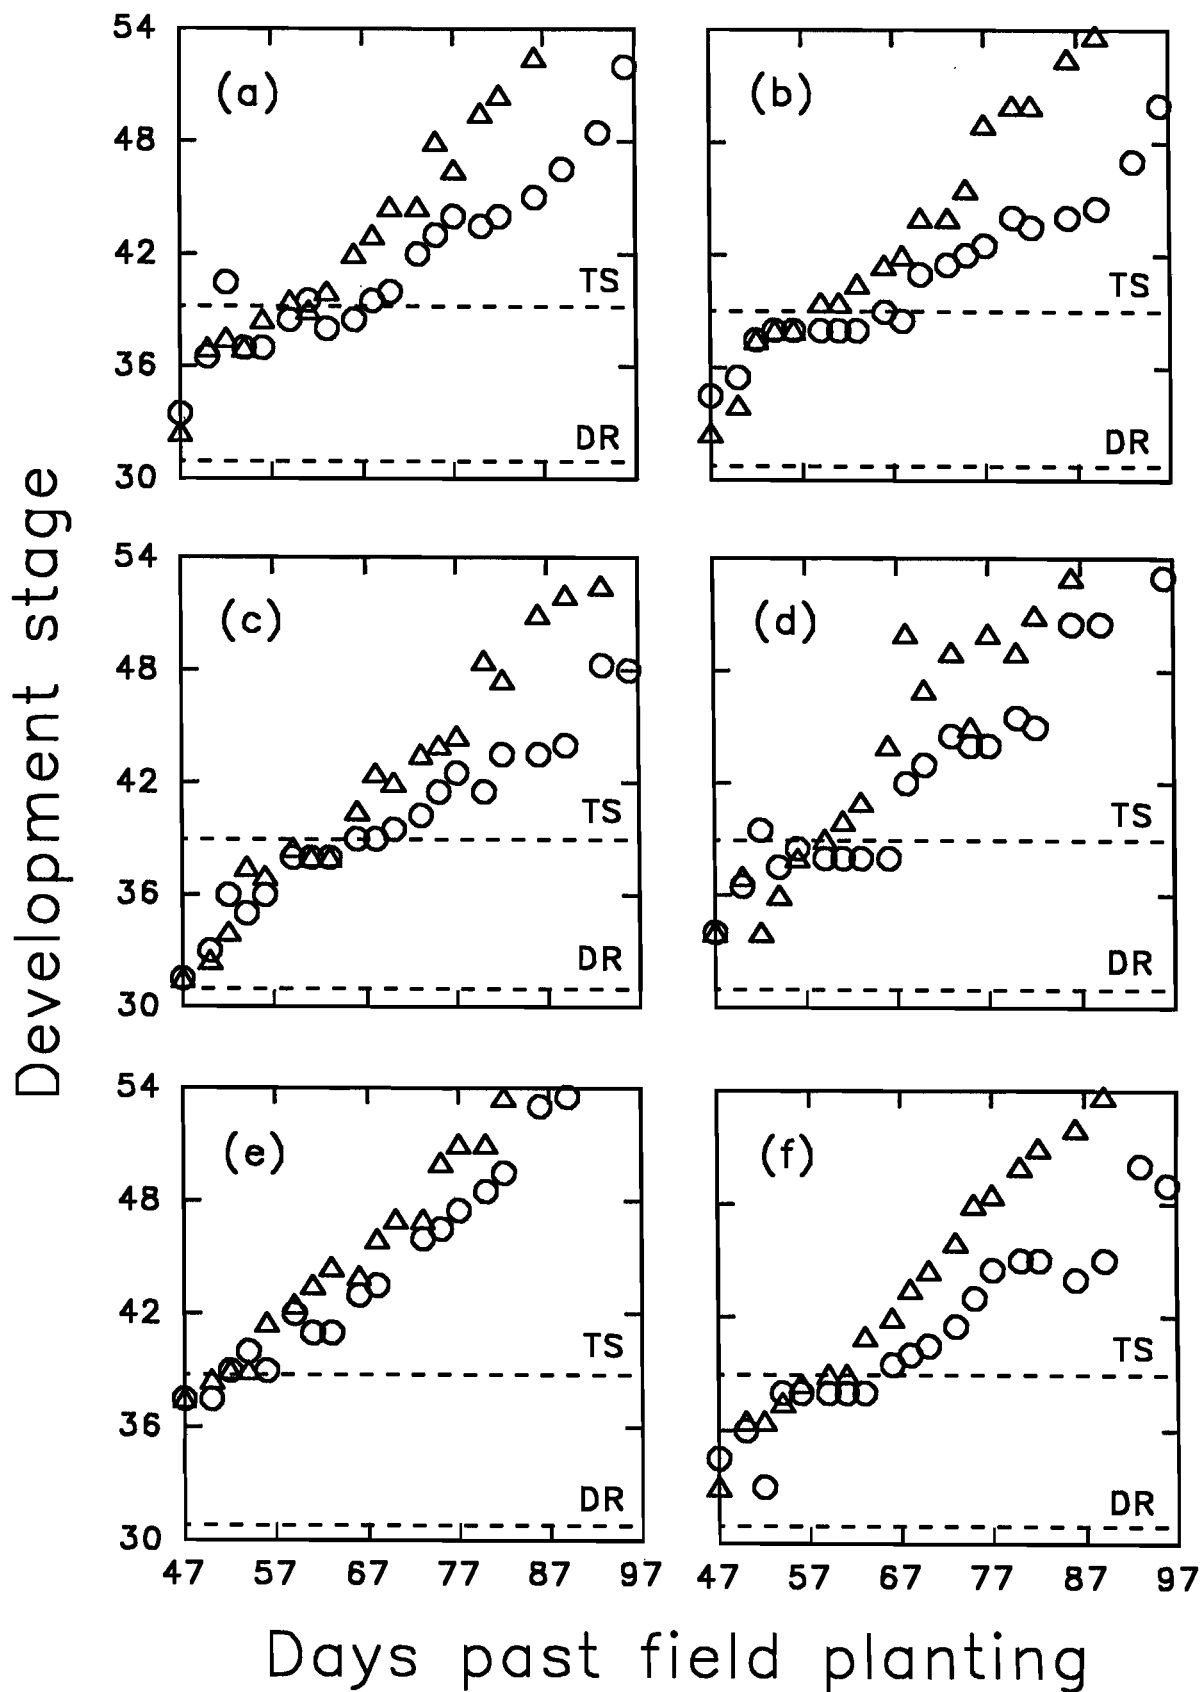 54
(a)
(b)
48
42
TS
TS
36
DR
DR
30
54
(c)
(d)
48
42
TS
TS
36
DR
DR
30
54
(e)
(f)
48
42
TS
TS
36
DR
DR
30
47 57 67 77 87 97
47 57 67 77 87 97
Development stage
Days past field planting